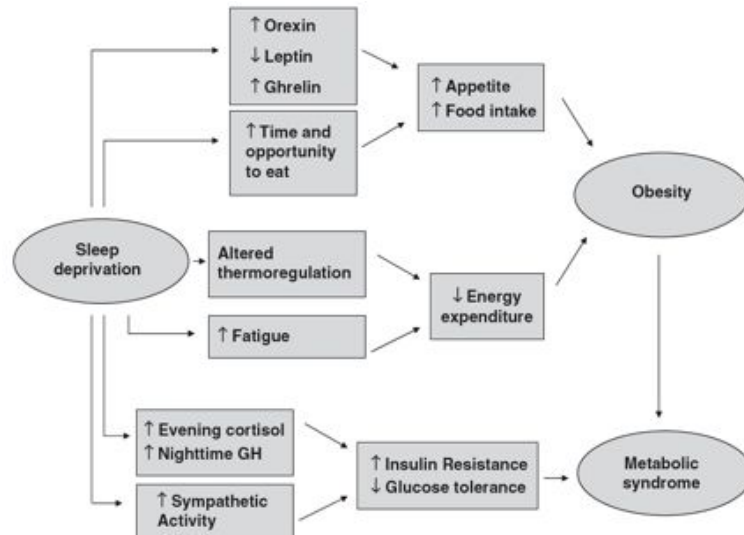 ↑ Orexin
↓ Leptin
↑ Ghrelin
↑ Time and
opportunity
to eat
↑ Appetite
↑ Food intake
Obesity
Sleep
deprivation
Altered
thermoregulation
↑ Fatigue
↓ Energy
expenditure
↑ Evening cortisol
↑ Nighttime GH
↑ Sympathetic
Activity
↑ Insulin Resistance
↓ Glucose tolerance
Metabolic
syndrome